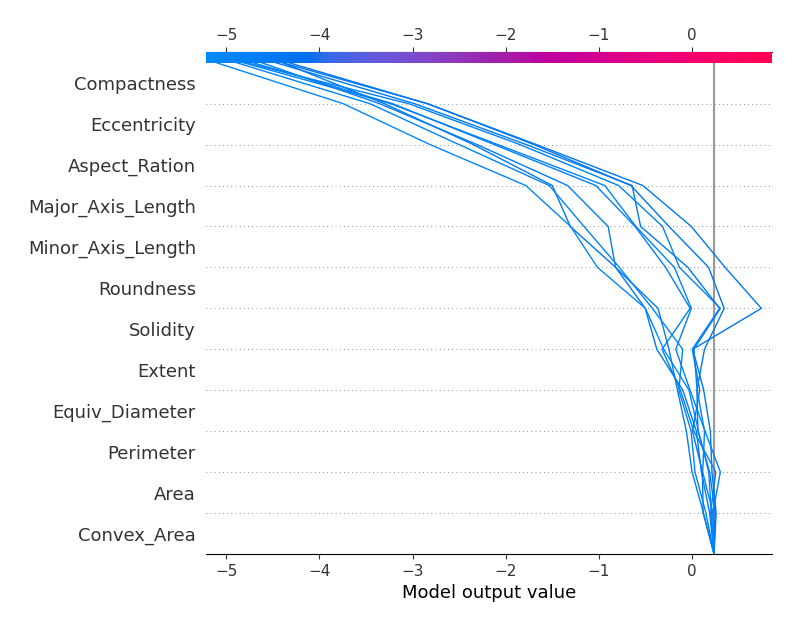 −5 −4 −3 −2 −1 0
Compactness
Eccentricity
Aspect_Ration
Major_Axis_Length
Minor_Axis_Length
Roundness
Solidity
Extent
Equiv_Diameter
Perimeter
Area
Convex_Area
−5 −4 −3 −2 −1 0
Model output value